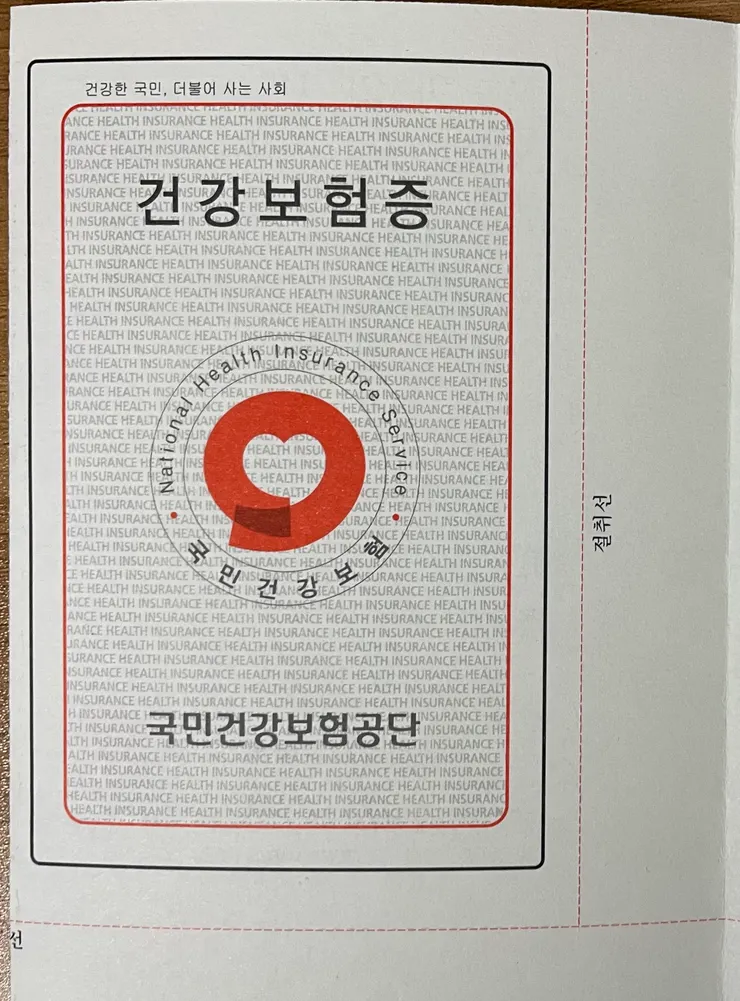 건강한 국민, 더불어 사는 사회
건강보험증
National Health Insurance Service
국민건강보험
국민건강보험공단
절취선
선